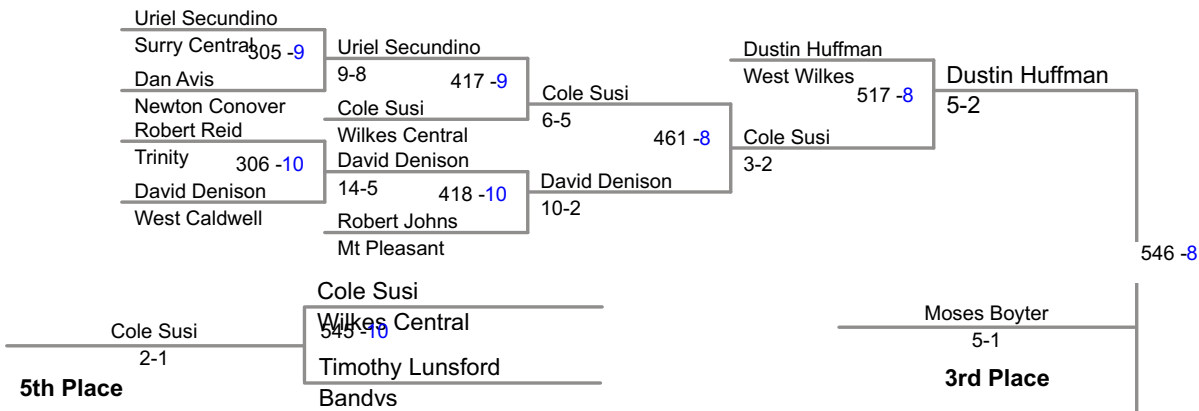 Uriel Secundino
Surry Central
305 -9
Dan Avis
Newton Conover
Robert Reid
Trinity
306 -10
David Denison
West Caldwell
Uriel Secundino
9-8
417 -9
Cole Susi
Wilkes Central
David Denison
14-5
418 -10
Robert Johns
Mt Pleasant
Cole Susi
6-5
461 -8
David Denison
10-2
Dustin Huffman
West Wilkes
517 -8
Cole Susi
3-2
Dustin Huffman
5-2
546 -8
Cole Susi
Wilkes Central
545 -10
Timothy Lunsford
Bandys
Cole Susi
2-1
5th Place
Moses Boyter
5-1
3rd Place